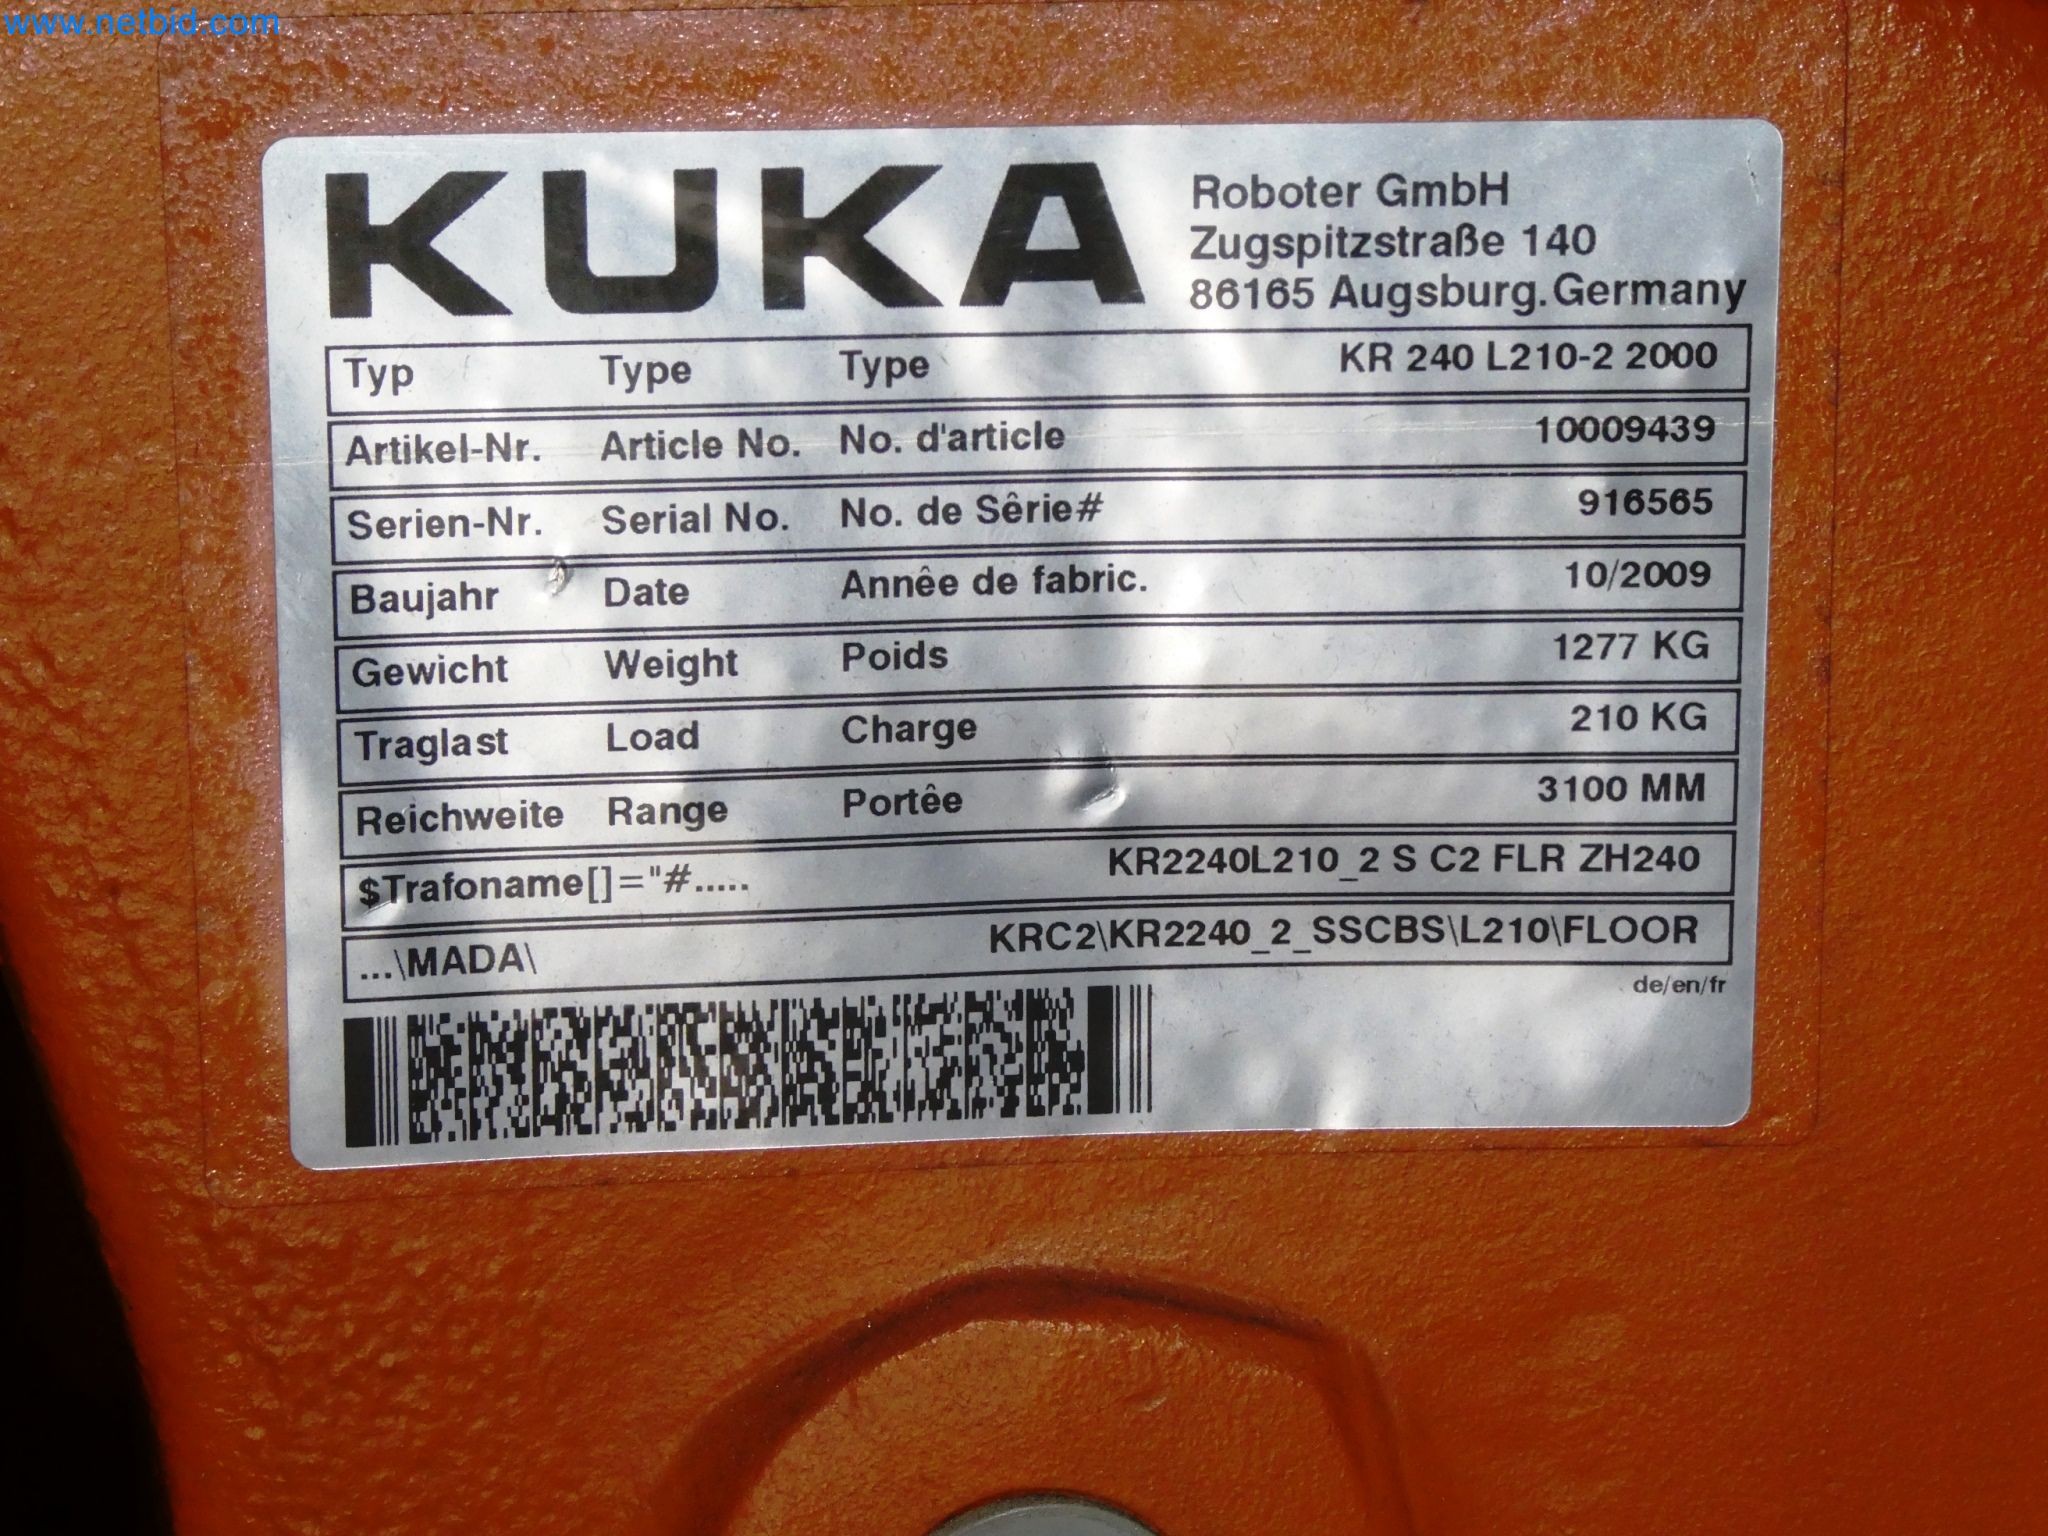 www.netbid.com
KUKA
Roboter GmbH
Zugspitzstraße 140
86165 Augsburg.Germany
Typ Type Type KR 240 L210-2 2000
Artikel-Nr. Article No. No. d'article 10009439
Serien-Nr. Serial No. No. de Sêrie# 916565
Baujahr Date Annêe de fabric. 10/2009
Gewicht Weight Poids 1277 KG
Traglast Load Charge 210 KG
Reichweite Range Portêe 3100 MM
$Trafoname[]="#..... KR2240L210_2 S C2 FLR ZH240
...\MADA\ KRC2\KR2240_2_SSCBS\L210\FLOOR
de/en/fr